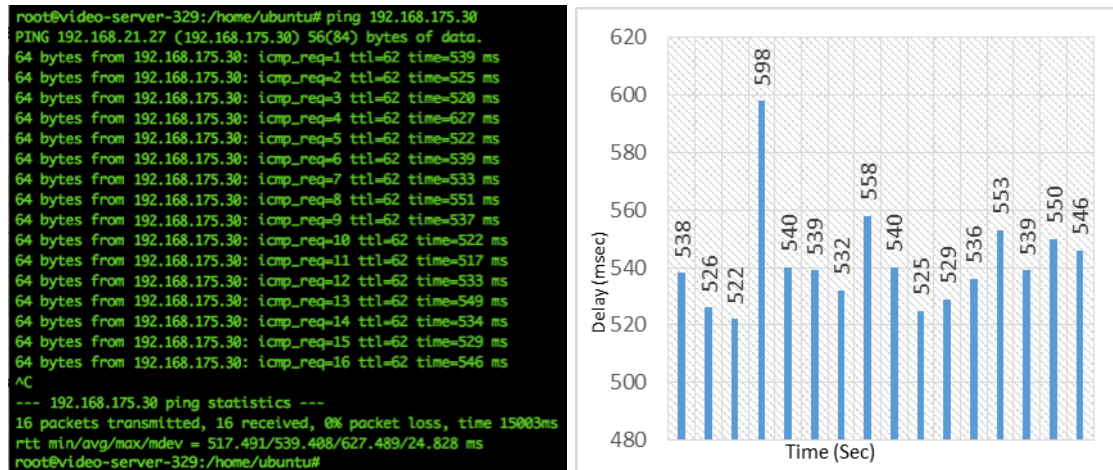 root@video-server-329:/home/ubuntu# ping 192.168.175.30
PING 192.168.21.27 (192.168.175.30) 56(84) bytes of data.
64 bytes from 192.168.175.30: icmp_req=1 ttl=62 time=539 ms
64 bytes from 192.168.175.30: icmp_req=2 ttl=62 time=525 ms
64 bytes from 192.168.175.30: icmp_req=3 ttl=62 time=520 ms
64 bytes from 192.168.175.30: icmp_req=4 ttl=62 time=627 ms
64 bytes from 192.168.175.30: icmp_req=5 ttl=62 time=522 ms
64 bytes from 192.168.175.30: icmp_req=6 ttl=62 time=539 ms
64 bytes from 192.168.175.30: icmp_req=7 ttl=62 time=533 ms
64 bytes from 192.168.175.30: icmp_req=8 ttl=62 time=551 ms
64 bytes from 192.168.175.30: icmp_req=9 ttl=62 time=537 ms
64 bytes from 192.168.175.30: icmp_req=10 ttl=62 time=522 ms
64 bytes from 192.168.175.30: icmp_req=11 ttl=62 time=517 ms
64 bytes from 192.168.175.30: icmp_req=12 ttl=62 time=533 ms
64 bytes from 192.168.175.30: icmp_req=13 ttl=62 time=549 ms
64 bytes from 192.168.175.30: icmp_req=14 ttl=62 time=534 ms
64 bytes from 192.168.175.30: icmp_req=15 ttl=62 time=529 ms
64 bytes from 192.168.175.30: icmp_req=16 ttl=62 time=546 ms
^C
--- 192.168.175.30 ping statistics ---
16 packets transmitted, 16 received, 0% packet loss, time 15003ms
rtt min/avg/max/mdev = 517.491/539.408/627.489/24.828 ms
root@video-server-329:/home/ubuntu#
620
600
580
560
540
520
500
480
Delay (msec)
538
526
522
598
540
539
532
558
540
525
529
536
553
539
550
546
Time (Sec)